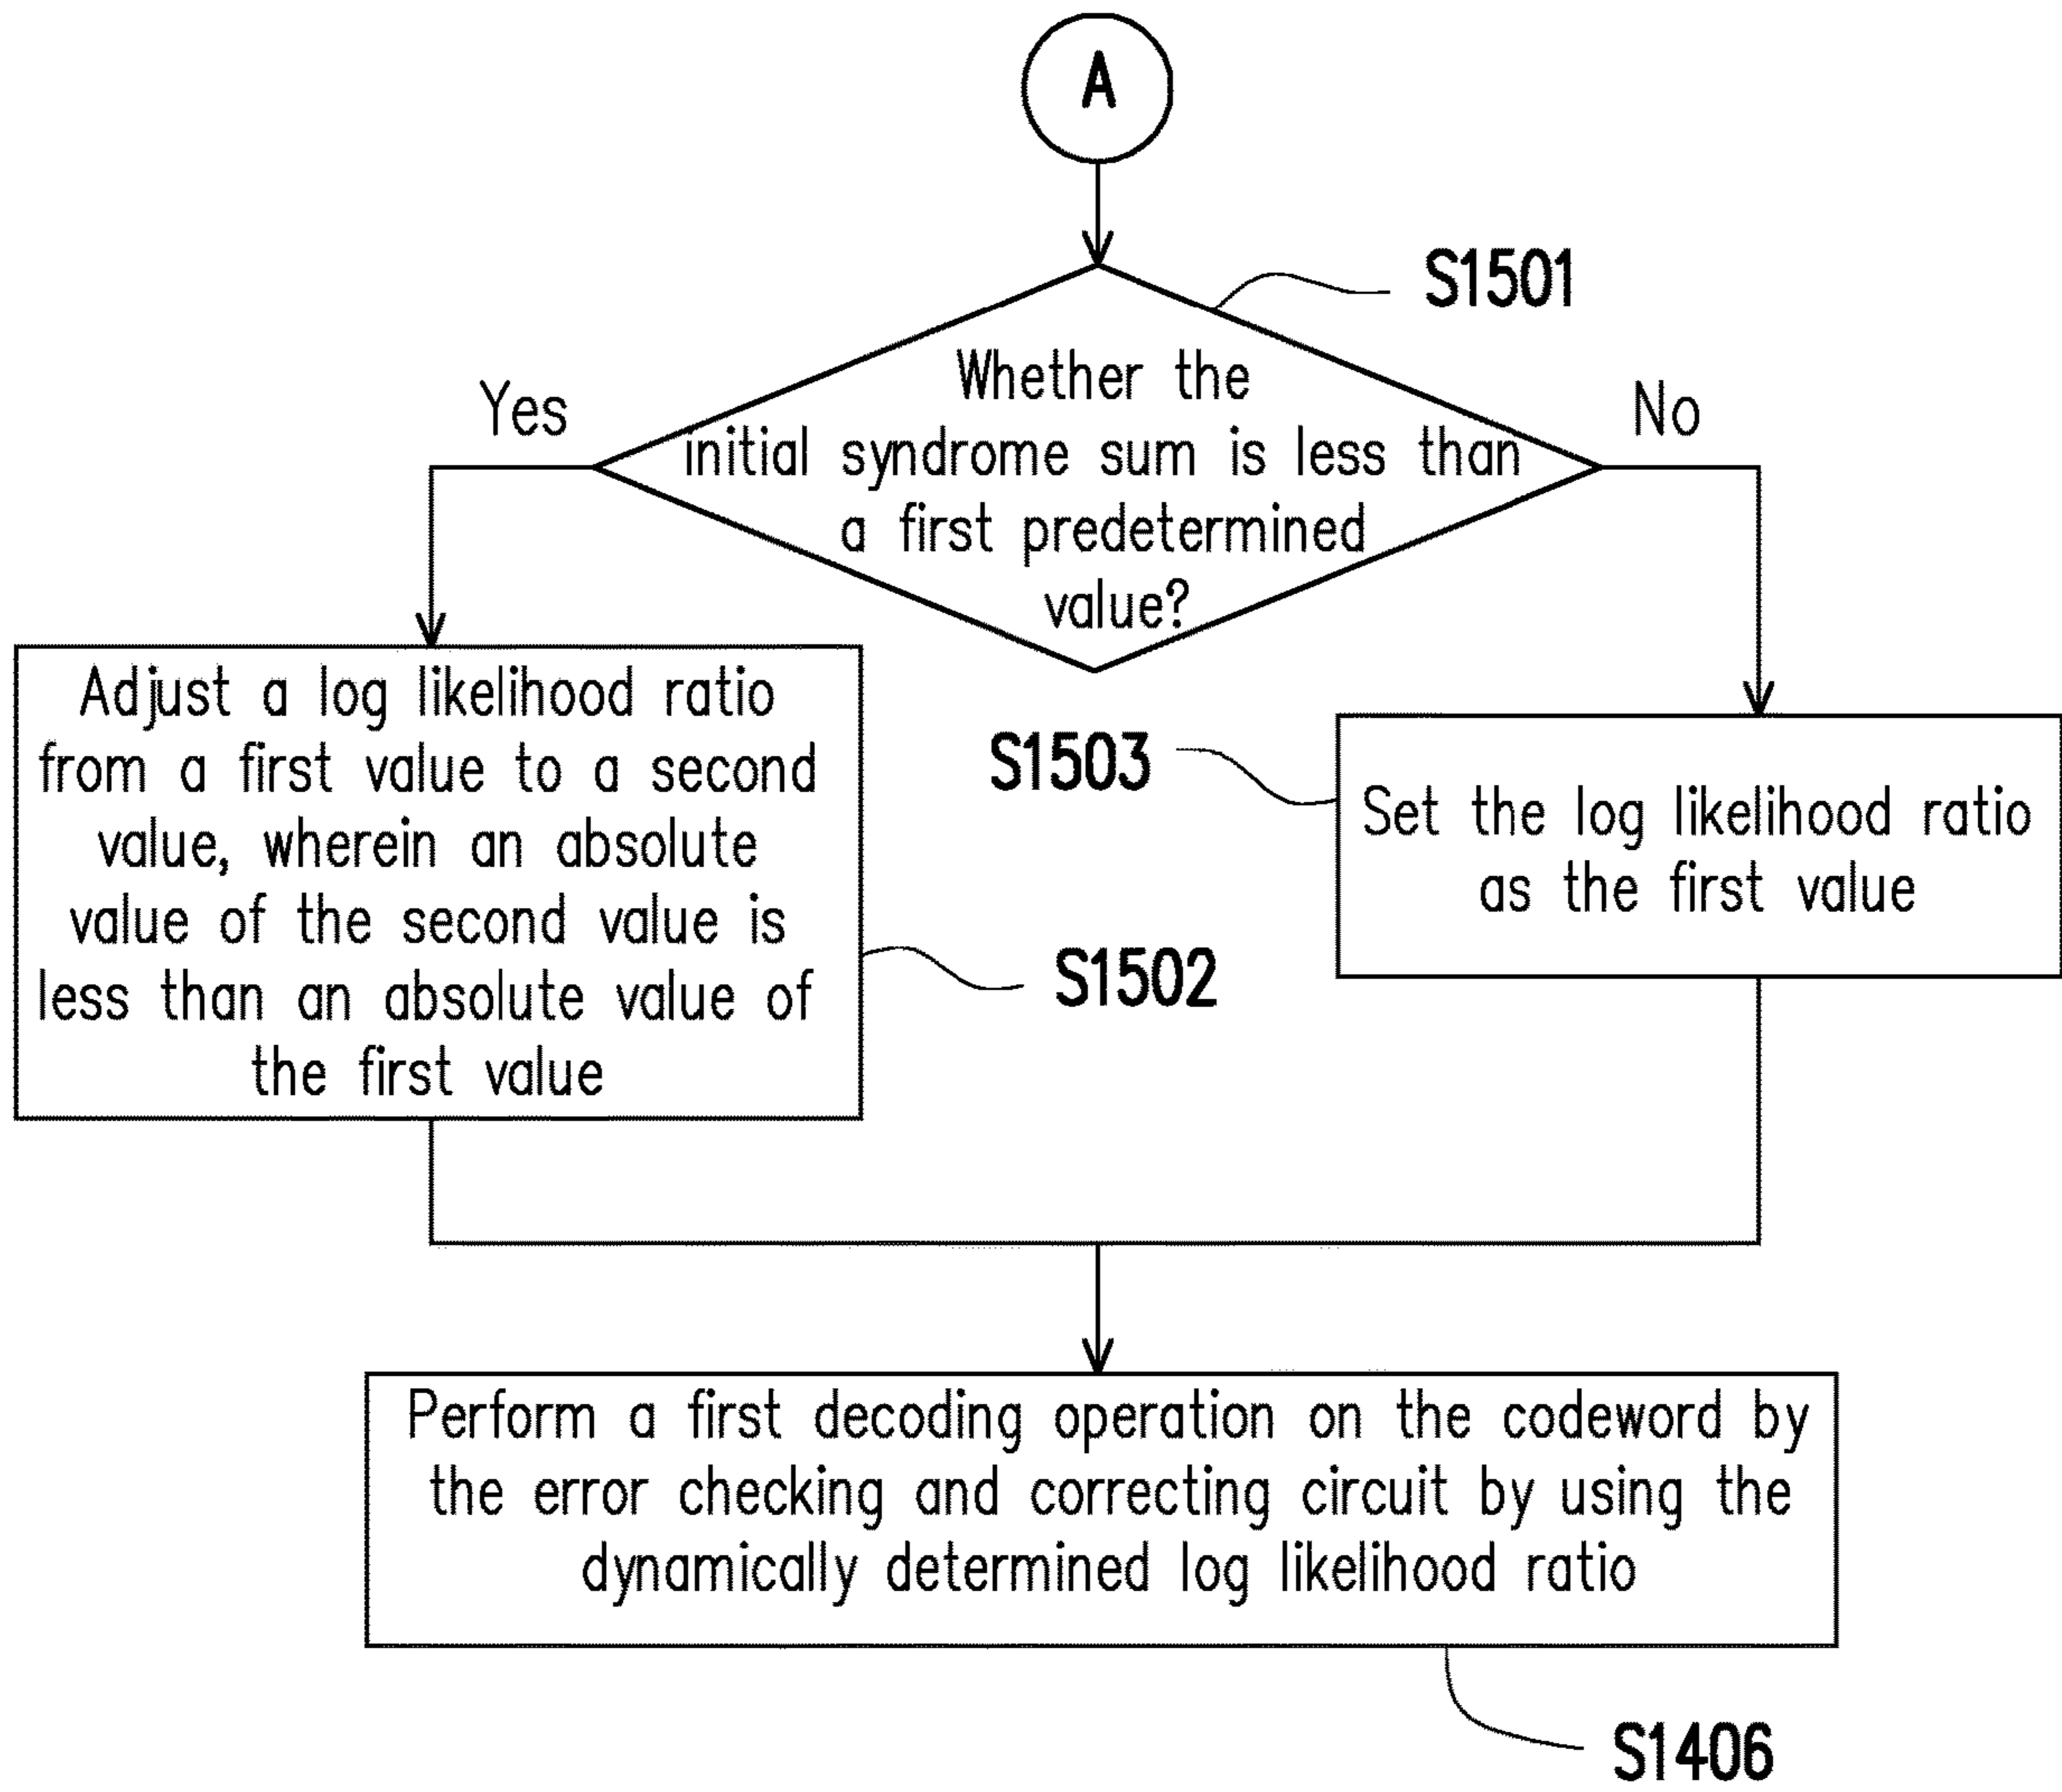 A
S1501
Whether the
initial syndrome sum is less than
a first predetermined
value?
Yes
No
Adjust a log likelihood ratio
from a first value to a second
value, wherein an absolute
value of the second value is
less than an absolute value of
the first value
S1502
S1503
Set the log likelihood ratio
as the first value
Perform a first decoding operation on the codeword by
the error checking and correcting circuit by using the
dynamically determined log likelihood ratio
S1406